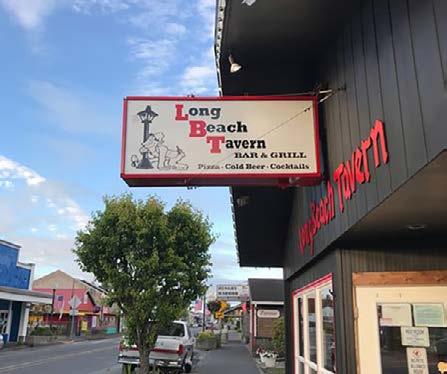 Long
Beach
Tavern
BAR & GRILL
Pizza · Cold Beer · Cocktails
Long Beach Tavern